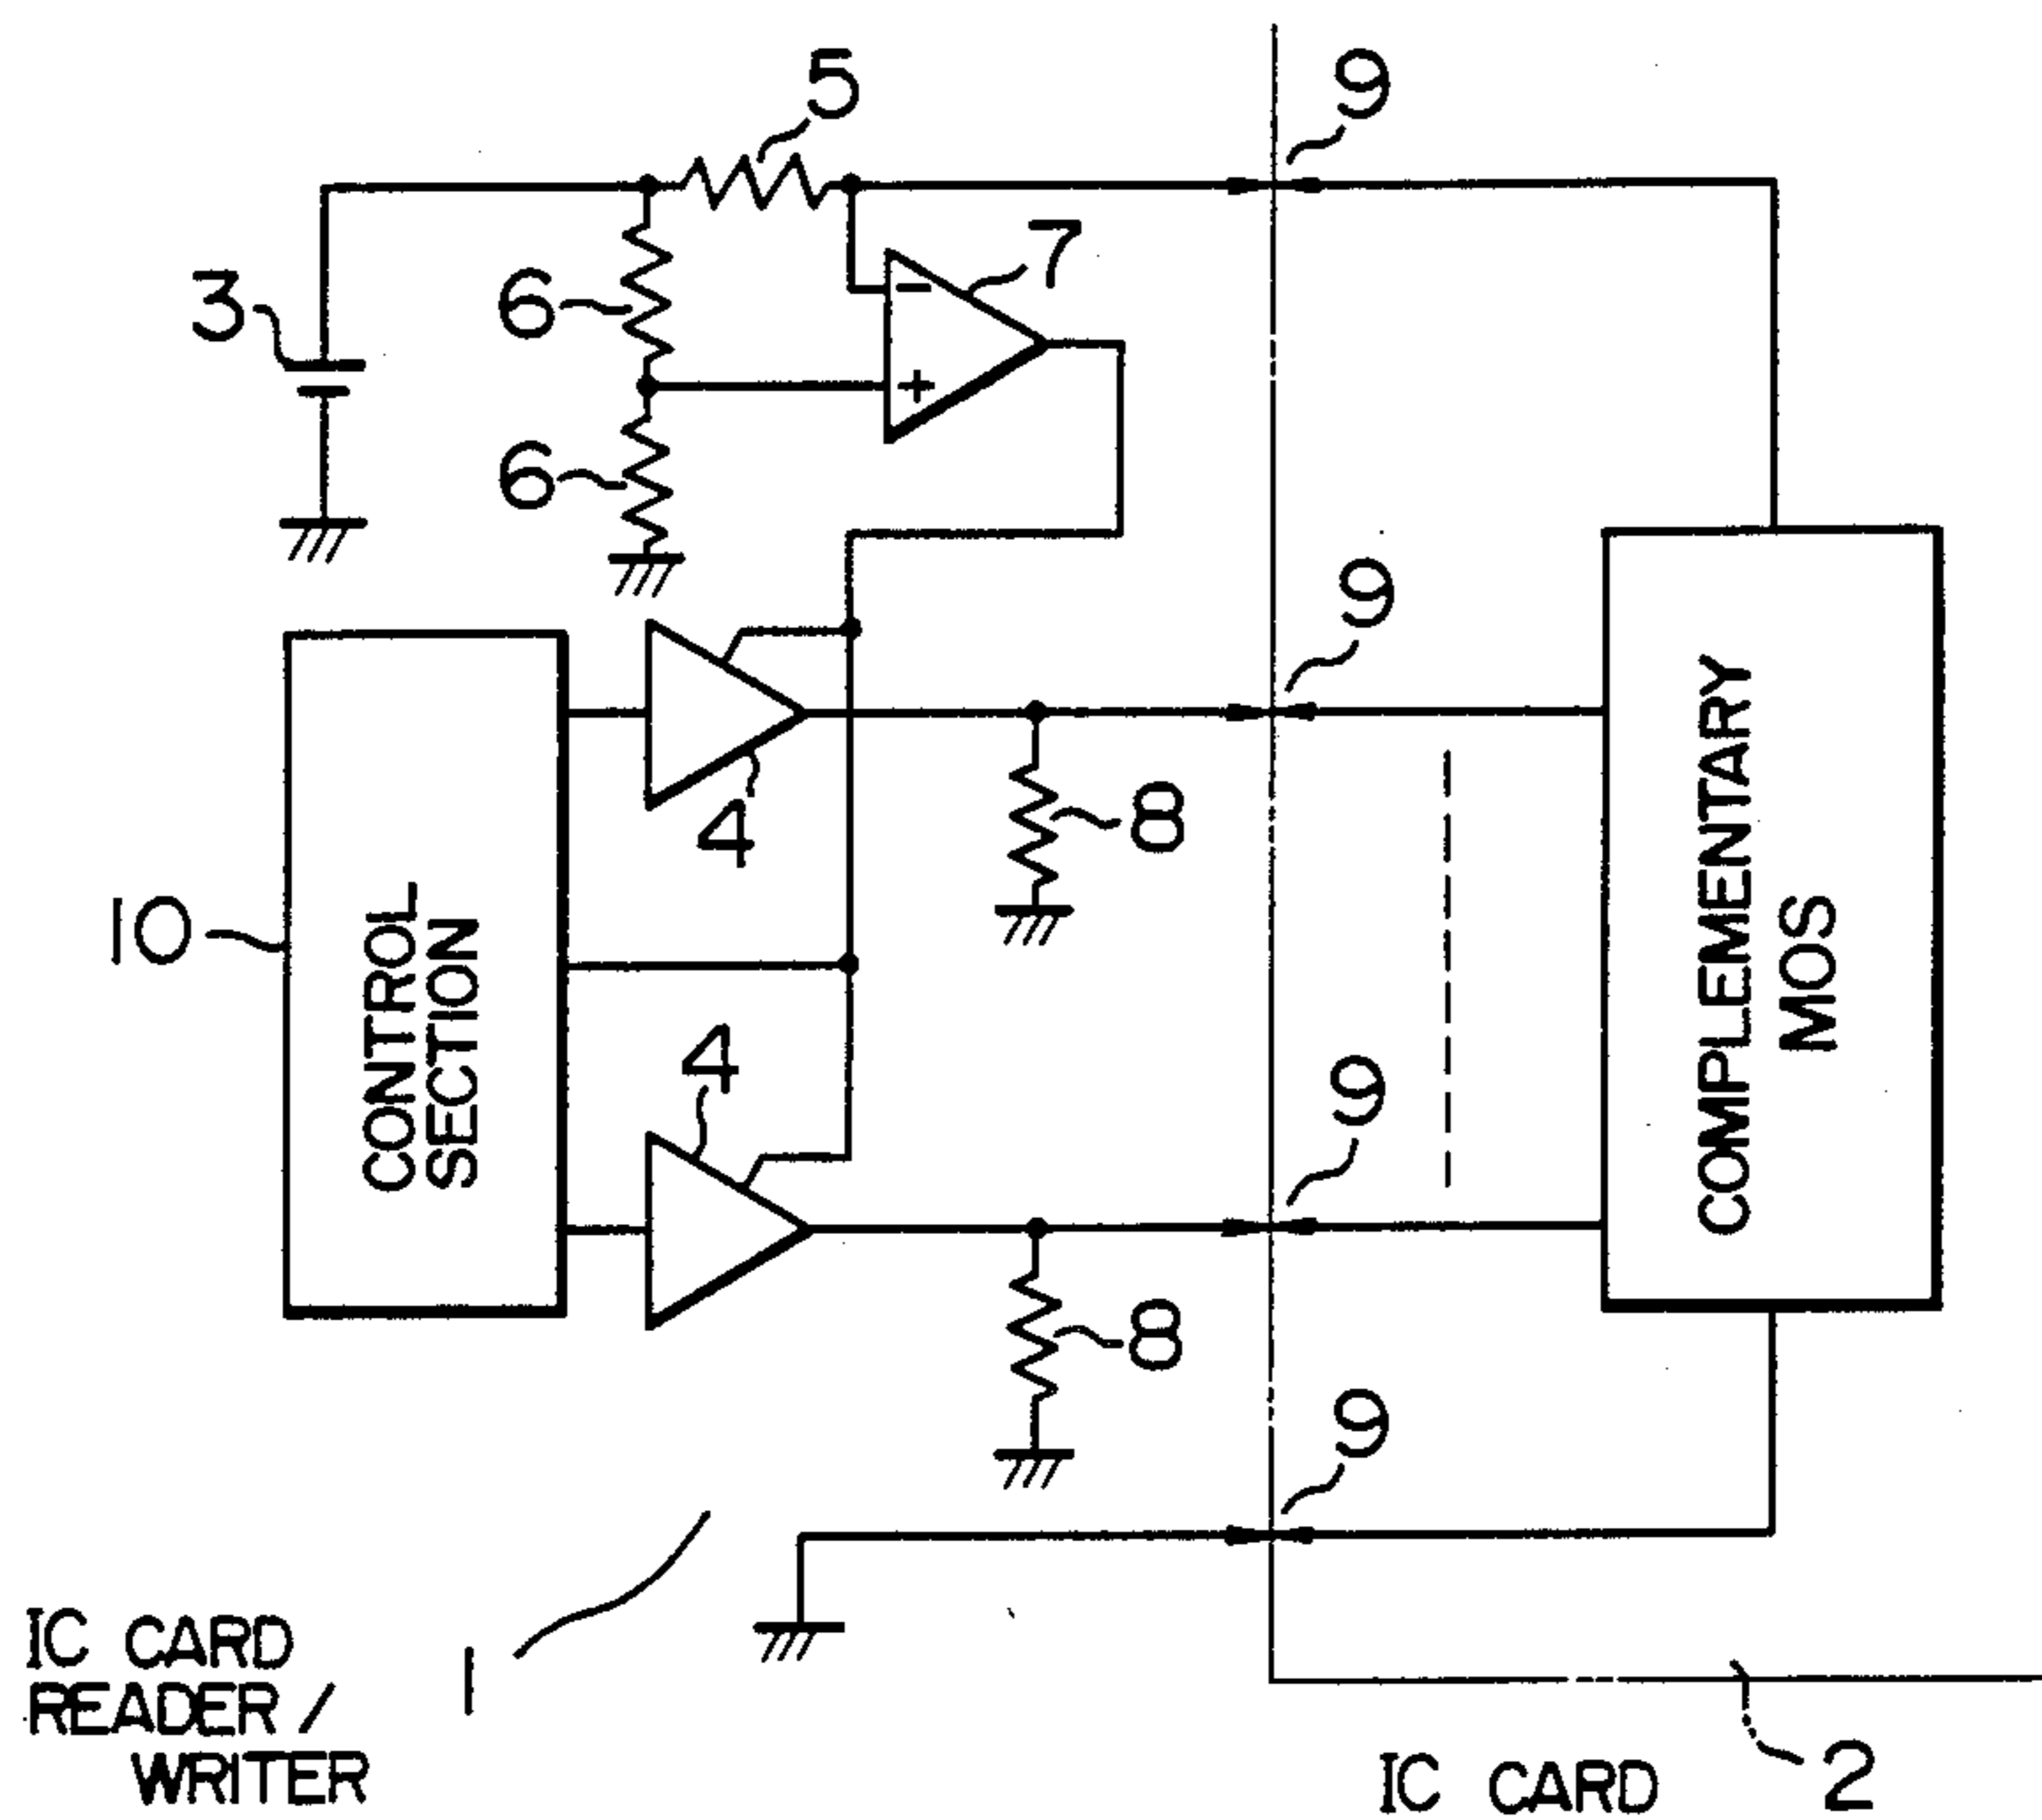 5
9
7
3
6
-
+
6
9
4
8
10
CONTROL
SECTION
COMPLEMENTARY
MOS
4
9
8
9
IC CARD
READER /
WRITER
1
IC CARD
2